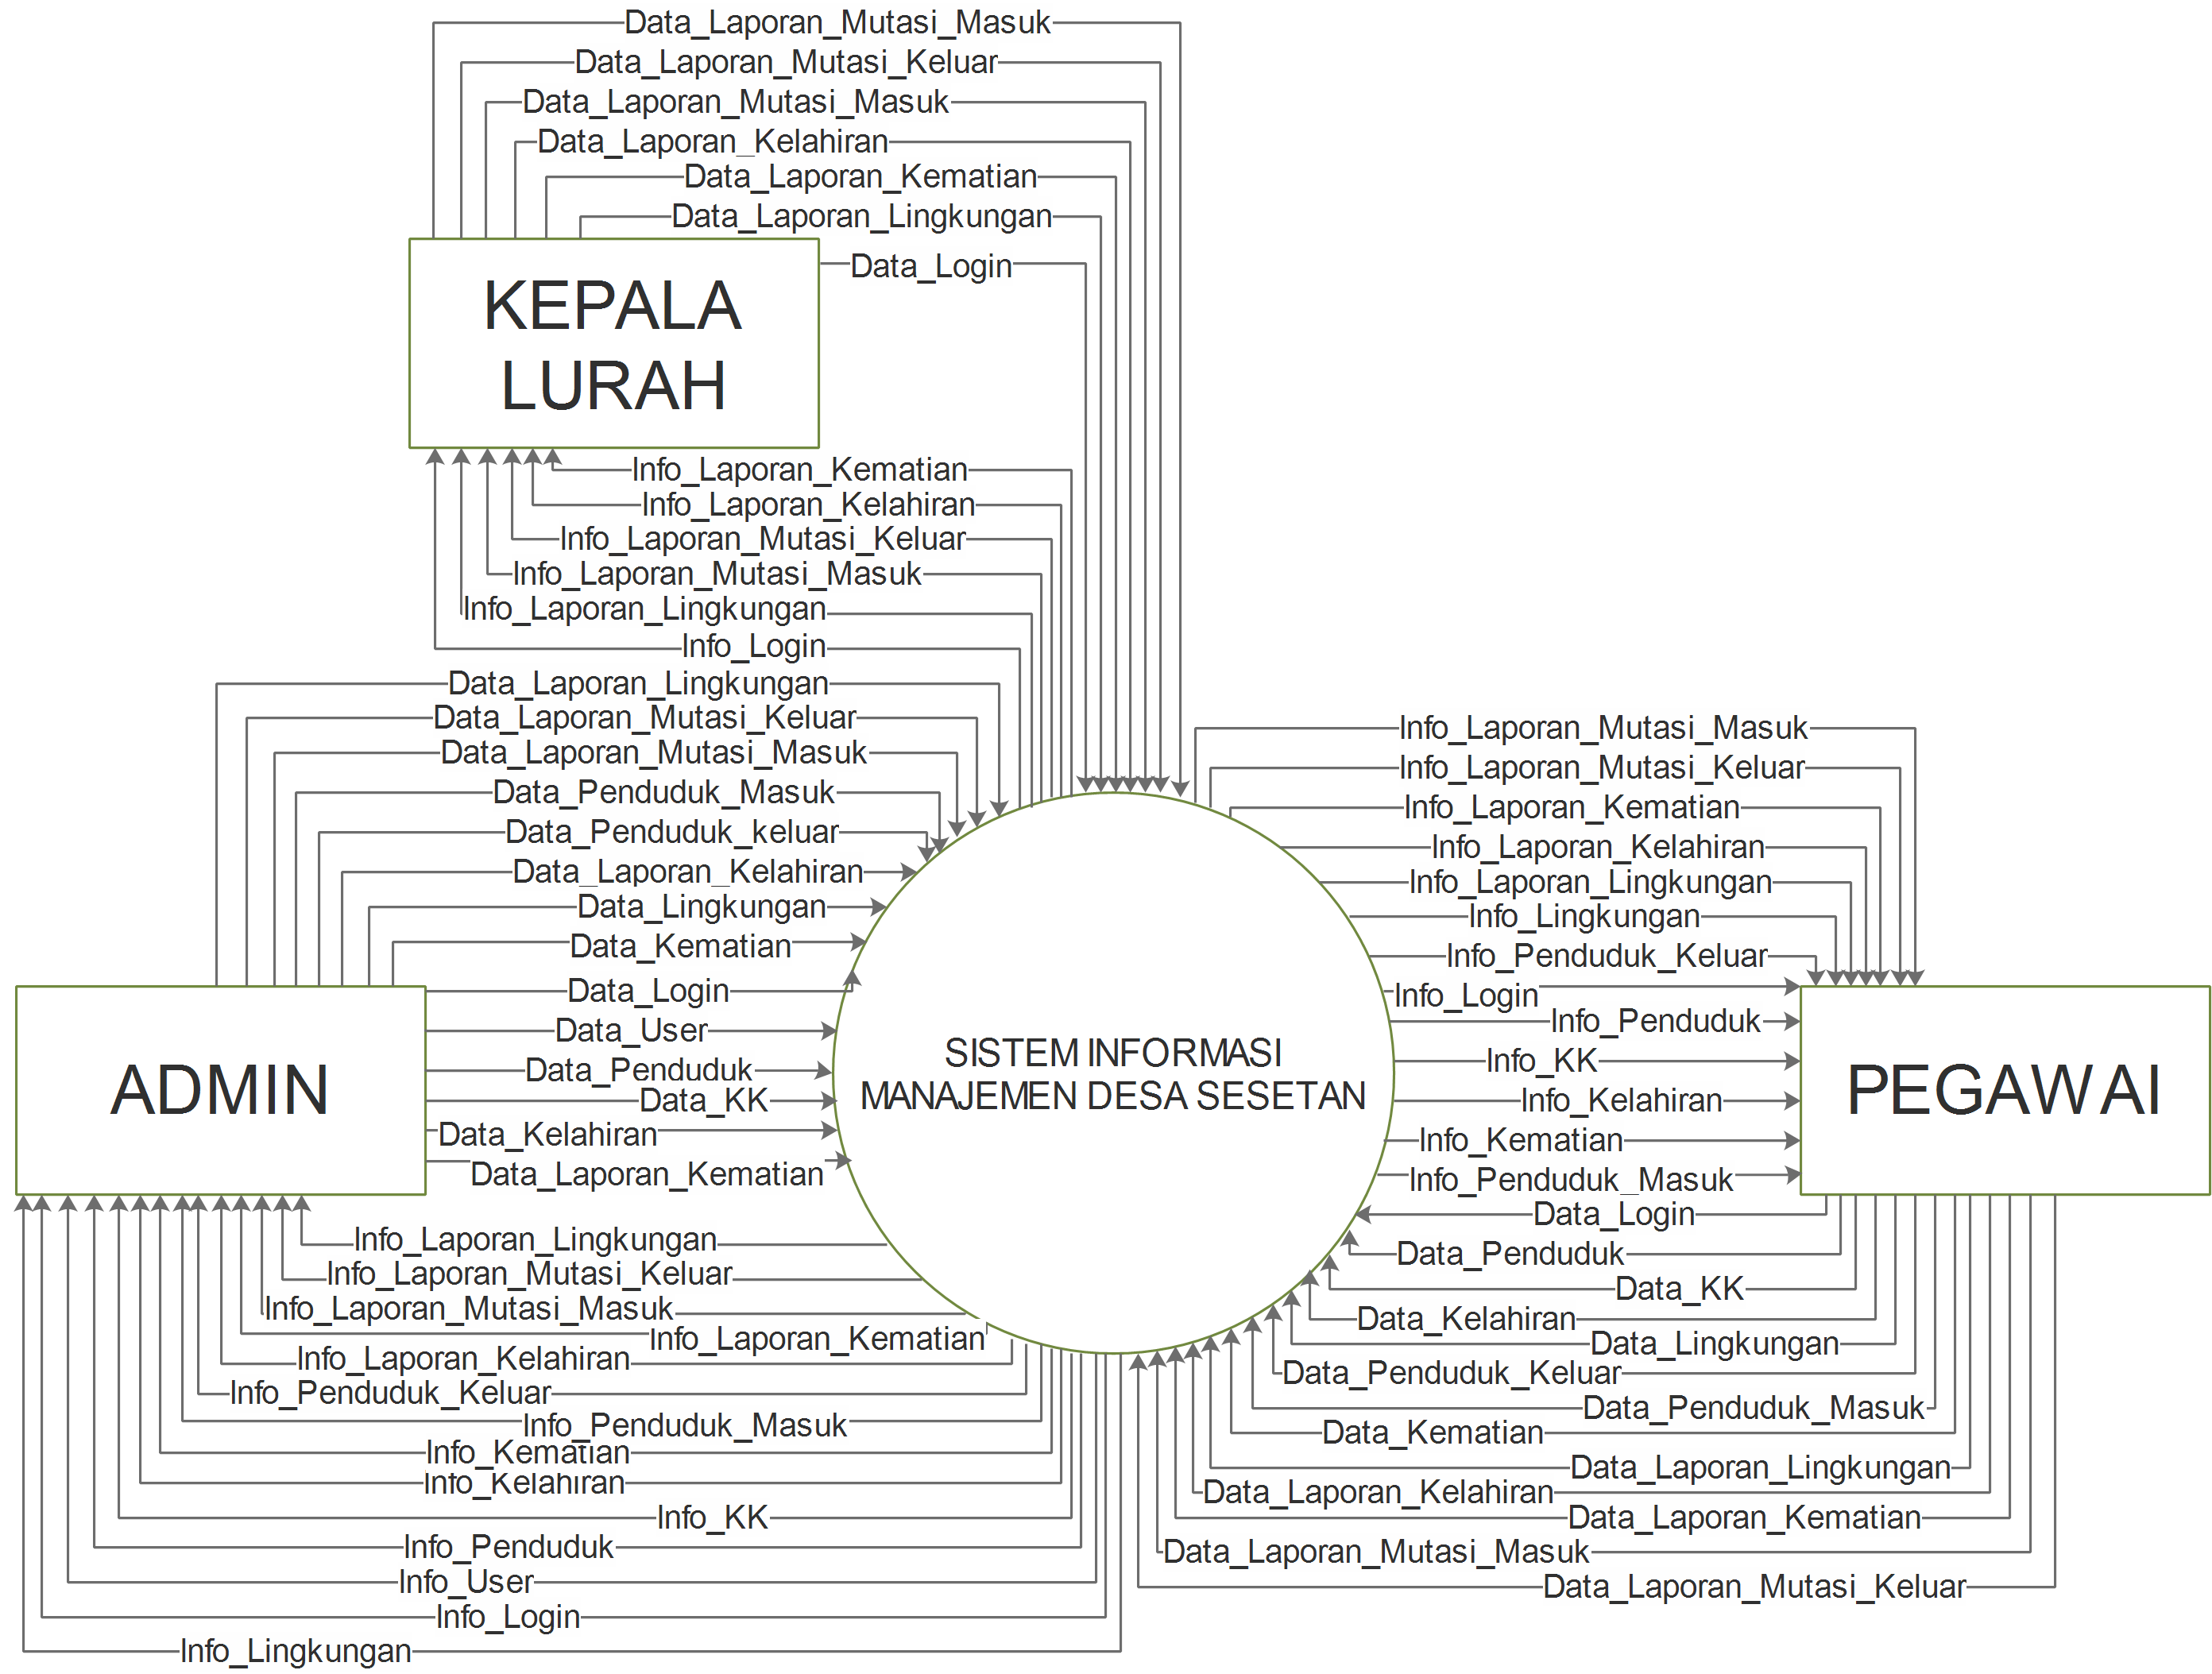 Data_Laporan_Mutasi_Masuk
Data_Laporan_Mutasi_Keluar
Data_Laporan_Mutasi_Masuk
Data_Laporan_Kelahiran
Data_Laporan_Kematian
Data_Laporan_Lingkungan
Data_Login
KEPALA
LURAH
Info_Laporan_Kematian
Info_Laporan_Kelahiran
Info_Laporan_Mutasi_Keluar
Info_Laporan_Mutasi_Masuk
Info_Laporan_Lingkungan
Info_Login
Data_Laporan_Lingkungan
Data_Laporan_Mutasi_Keluar
Data_Laporan_Mutasi_Masuk
Data_Penduduk_Masuk
Data_Penduduk_keluar
Data_Laporan_Kelahiran
Data_Lingkungan
Data_Kematian
Data_Login
Data_User
Data_Penduduk
Data_KK
Data_Kelahiran
Data_Laporan_Kematian
ADMIN
SISTEM INFORMASI
MANAJEMEN DESA SESETAN
Info_Laporan_Mutasi_Masuk
Info_Laporan_Mutasi_Keluar
Info_Laporan_Kematian
Info_Laporan_Kelahiran
Info_Laporan_Lingkungan
Info_Lingkungan
Info_Penduduk_Keluar
Info_Login
Info_Penduduk
Info_KK
Info_Kelahiran
Info_Kematian
Info_Penduduk_Masuk
PEGAWAI
Data_Login
Data_Penduduk
Data_KK
Data_Kelahiran
Data_Lingkungan
Data_Penduduk_Keluar
Data_Penduduk_Masuk
Data_Kematian
Data_Laporan_Lingkungan
Data_Laporan_Kelahiran
Data_Laporan_Kematian
Data_Laporan_Mutasi_Masuk
Data_Laporan_Mutasi_Keluar
Info_Laporan_Lingkungan
Info_Laporan_Mutasi_Keluar
Info_Laporan_Mutasi_Masuk
Info_Laporan_Kematian
Info_Laporan_Kelahiran
Info_Penduduk_Keluar
Info_Penduduk_Masuk
Info_Kematian
Info_Kelahiran
Info_KK
Info_Penduduk
Info_User
Info_Login
Info_Lingkungan